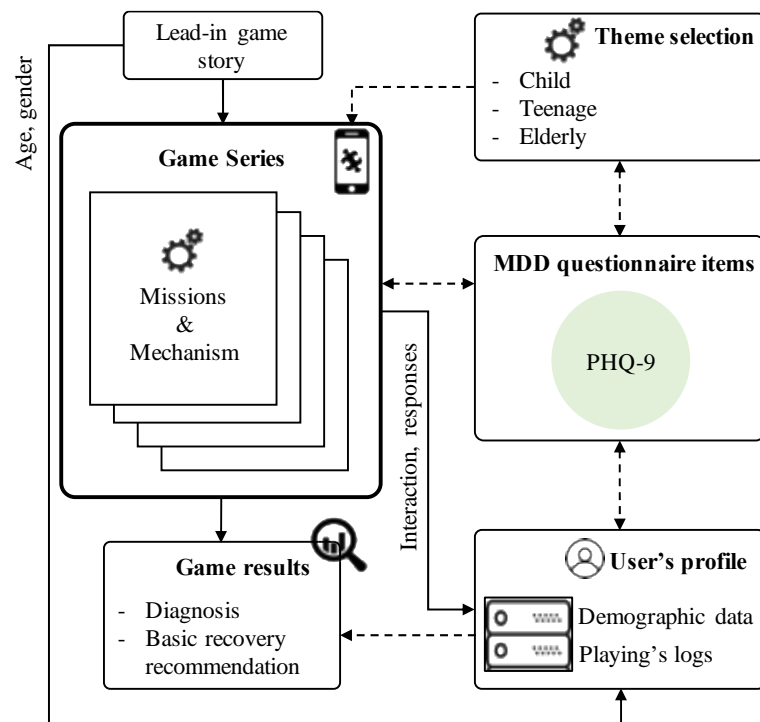 Lead-in game
story
Age, gender
Theme selection
- Child
- Teenage
- Elderly
Game Series
Missions
&
Mechanism
MDD questionnaire items
PHQ-9
Interaction, responses
Game results
- Diagnosis
- Basic recovery
recommendation
User's profile
Demographic data
Playing's logs